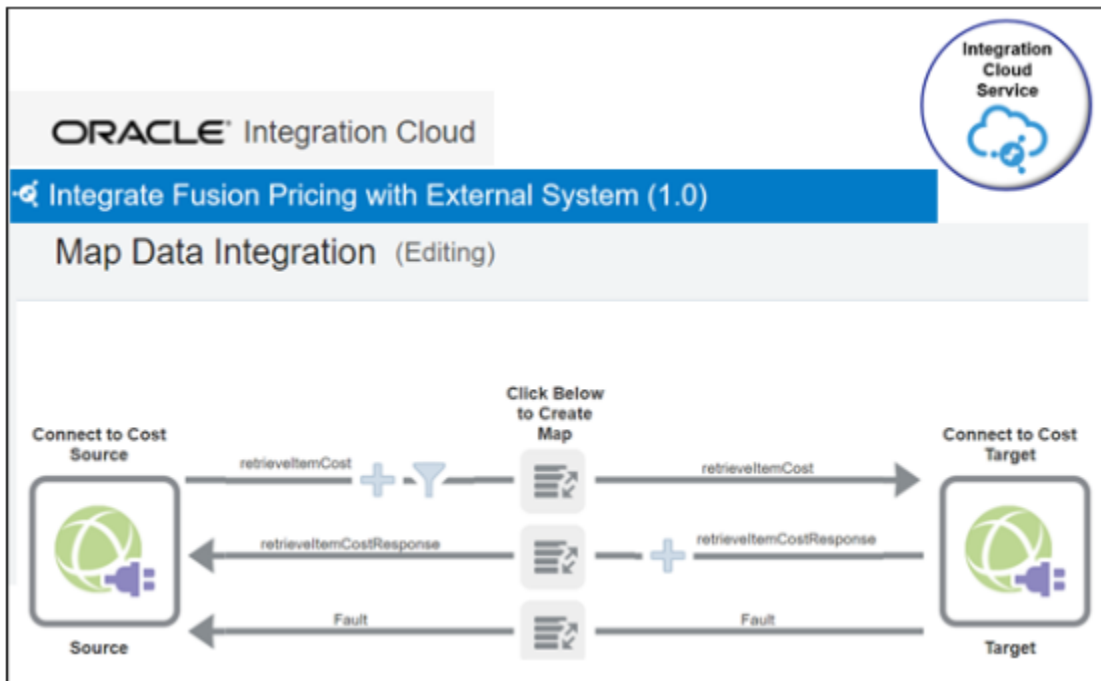 Integration
Cloud
Service
ORACLE® Integration Cloud
Integrate Fusion Pricing with External System (1.0)
Map Data Integration (Editing)
Click Below
to Create
Map
Connect to Cost
Source
Connect to Cost
Target
retrieveItemCost
retrieveItemCost
retrieveItemCostResponse
retrieveItemCostResponse
Fault
Fault
Source
Target